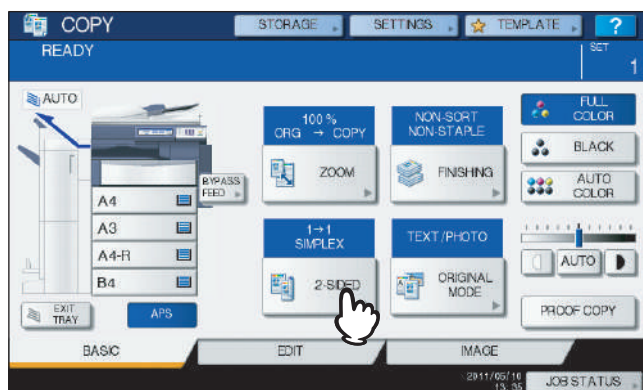 COPY
STORAGE
SETTINGS
TEMPLATE
?
READY
SET
1
AUTO
100 %
ORG → COPY
ZOOM
NON-SORT
NON-STAPLE
FINISHING
FULL
COLOR
BLACK
AUTO
COLOR
BYPASS
FEED
A4
A3
A4-R
B4
1→1
SIMPLEX
2-SIDED
TEXT/PHOTO
ORIGINAL
MODE
AUTO
EXIT
TRAY
APS
PROOF COPY
BASIC
EDIT
IMAGE
2011/05/10
13:35
JOB STATUS